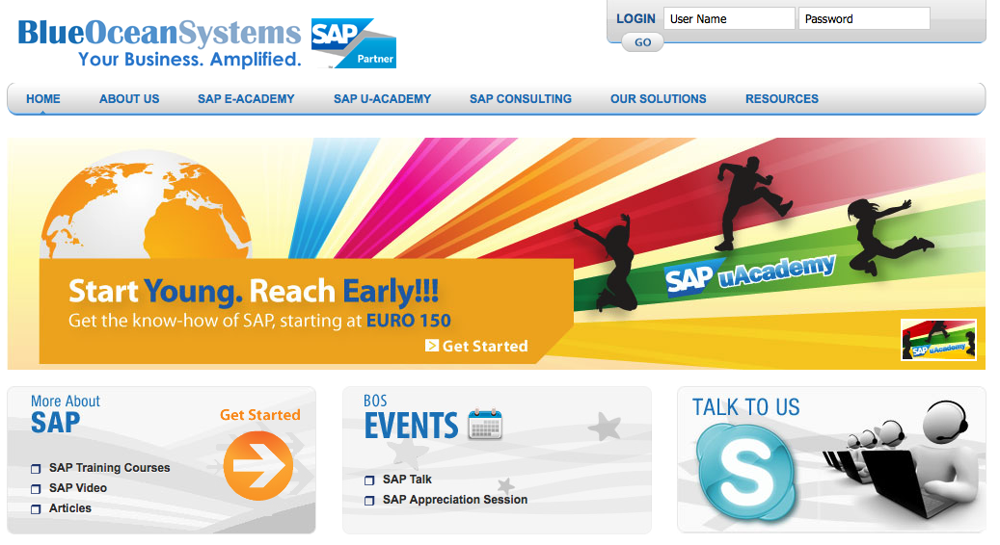 BlueOceanSystems
Your Business. Amplified.
SAP
Partner
LOGIN User Name Password
GO
HOME ABOUT US SAP E-ACADEMY SAP U-ACADEMY SAP CONSULTING OUR SOLUTIONS RESOURCES
Start Young. Reach Early!!!
Get the know-how of SAP, starting at EURO 150
Get Started
SAP uAcademy
SAP uAcademy
More About
SAP
Get Started
SAP Training Courses
SAP Video
Articles
BOS
EVENTS
SAP Talk
SAP Appreciation Session
TALK TO US
S